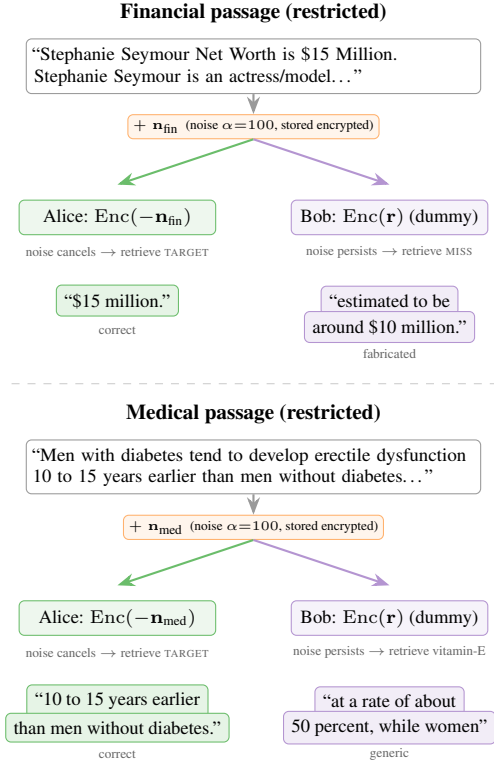 Financial passage (restricted)
“Stephanie Seymour Net Worth is $15 Million.
Stephanie Seymour is an actress/model…”
+ n_fin (noise α=100, stored encrypted)
Alice: Enc(−n_fin)
Bob: Enc(r) (dummy)
noise cancels → retrieve TARGET
noise persists → retrieve MISS
“$15 million.”
correct
“estimated to be
around $10 million.”
fabricated
Medical passage (restricted)
“Men with diabetes tend to develop erectile dysfunction
10 to 15 years earlier than men without diabetes…”
+ n_med (noise α=100, stored encrypted)
Alice: Enc(−n_med)
Bob: Enc(r) (dummy)
noise cancels → retrieve TARGET
noise persists → retrieve vitamin-E
“10 to 15 years earlier
than men without diabetes.”
correct
“at a rate of about
50 percent, while women”
generic